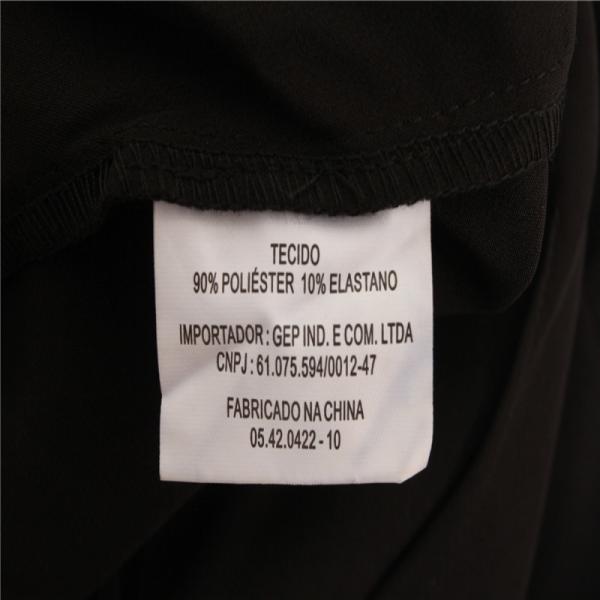 TECIDO
90% POLIÉSTER 10% ELASTANO
IMPORTADOR: GEP IND. E COM. LTDA
CNPJ: 61.075.594/0012-47
FABRICADO NA CHINA
05.42.0422 - 10